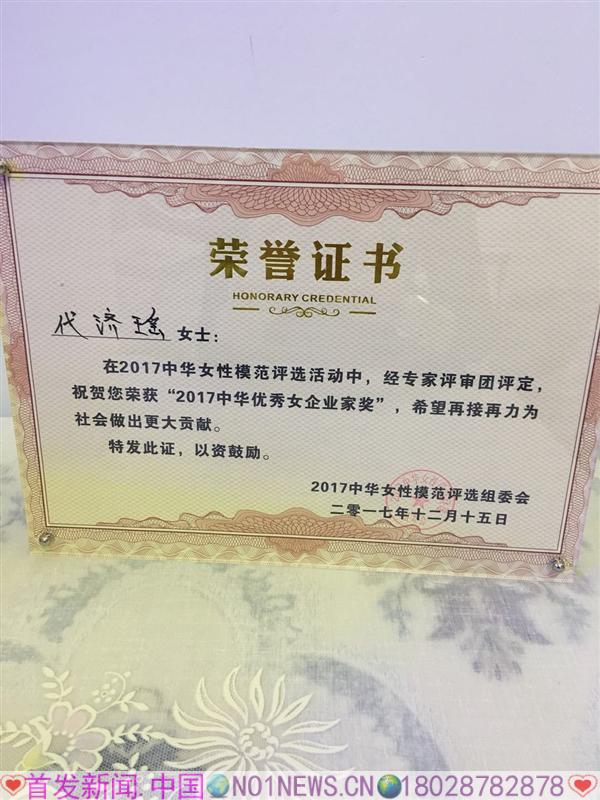 荣誉证书
HONORARY CREDENTIAL
代济瑶 女士：
在2017中华女性模范评选活动中，经专家评审团评定，
祝贺您荣获“2017中华优秀女企业家奖”，希望再接再力为
社会做出更大贡献。
特发此证，以资鼓励。
2017中华女性模范评选组委会
二零一七年十二月十五日
❤首发新闻.中国🌍NO1NEWS.CN🌍18028782878❤